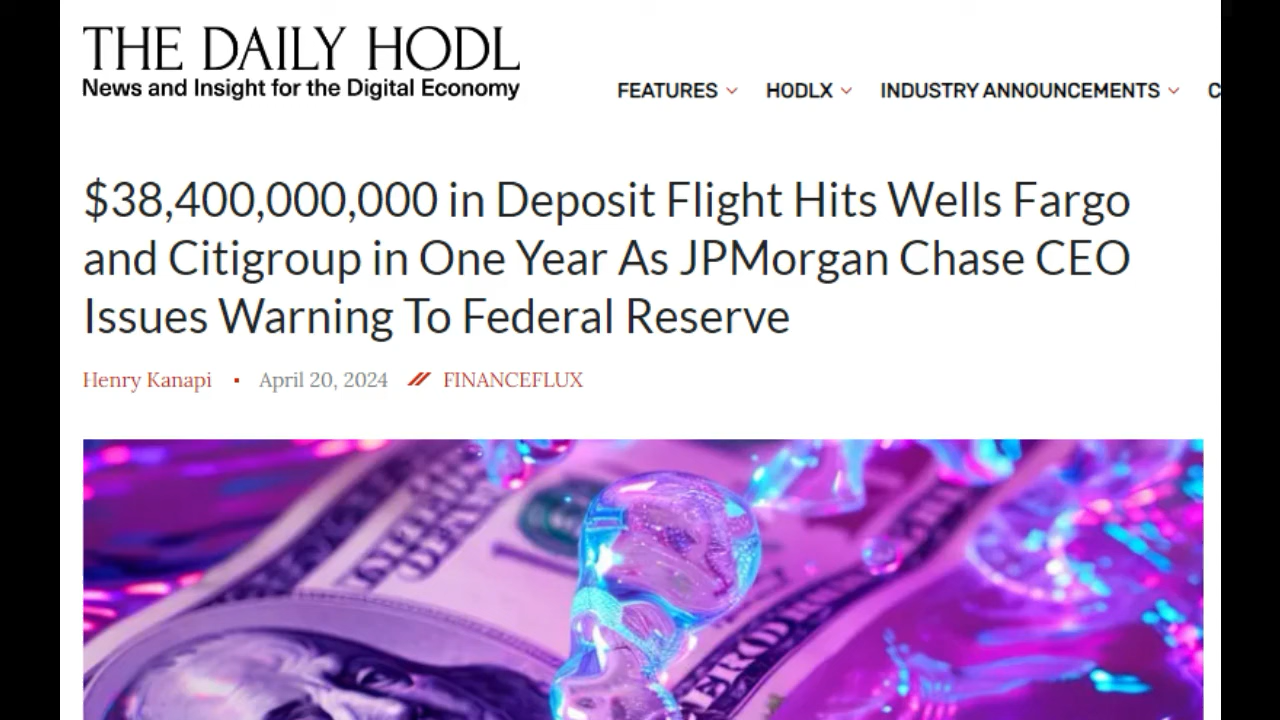 THE DAILY HODL
News and Insight for the Digital Economy
FEATURES HODLX INDUSTRY ANNOUNCEMENTS C
$38,400,000,000 in Deposit Flight Hits Wells Fargo
and Citigroup in One Year As JPMorgan Chase CEO
Issues Warning To Federal Reserve
Henry Kanapi ▪ April 20, 2024 // FINANCEFLUX